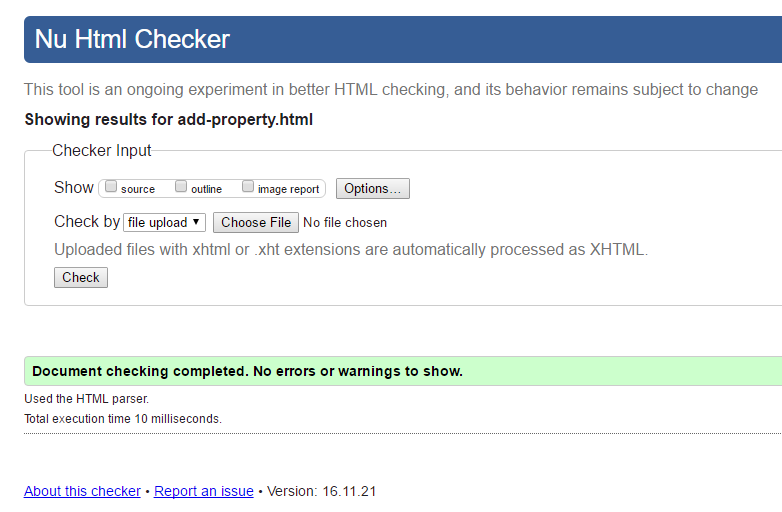 Nu Html Checker
This tool is an ongoing experiment in better HTML checking, and its behavior remains subject to change
Showing results for add-property.html
Checker Input
Show source outline image report Options...
Check by file upload Choose File No file chosen
Uploaded files with xhtml or .xht extensions are automatically processed as XHTML.
Check
Document checking completed. No errors or warnings to show.
Used the HTML parser.
Total execution time 10 milliseconds.
About this checker • Report an issue • Version: 16.11.21